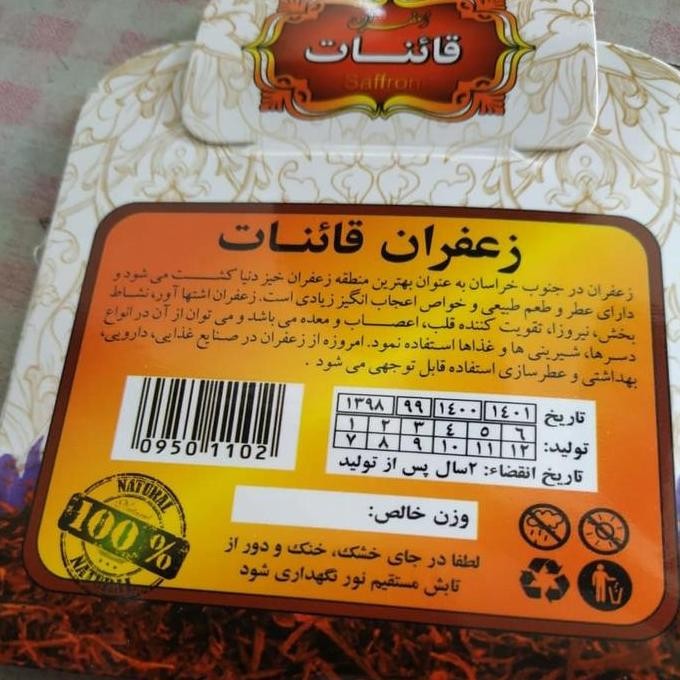 زعفران
قائنات
Saffron
زعفران قائنات
زعفران در جنوب خراسان به عنوان بهترین منطقه زعفران خیز دنیا کشت می شود و
دارای عطر و طعم طبیعی و خواص اعجاب انگیز زیادی است. زعفران اشتها آور، نشاط
بخش، نیروزا، تقویت کننده قلب، اعصاب و معده می باشد و می توان از آن در انواع
دسرها، شیرینی ها و غذاها استفاده نمود. امروزه از زعفران در صنایع غذایی، دارویی،
بهداشتی و عطرسازی استفاده قابل توجهی می شود .
تاریخ تولید:
۱۳۹۸ ۹۹ ۱۴۰۰ ۱۴۰۱
۱ ۲ ۳ ۴ ۵ ۶
۷ ۸ ۹ ۱۰ ۱۱ ۱۲
تاریخ انقضاء: ۲سال پس از تولید
09501102
وزن خالص:
لطفا در جای خشک، خنک و دور از
تابش مستقیم نور نگهداری شود
NATURAL
100%
NATURAL